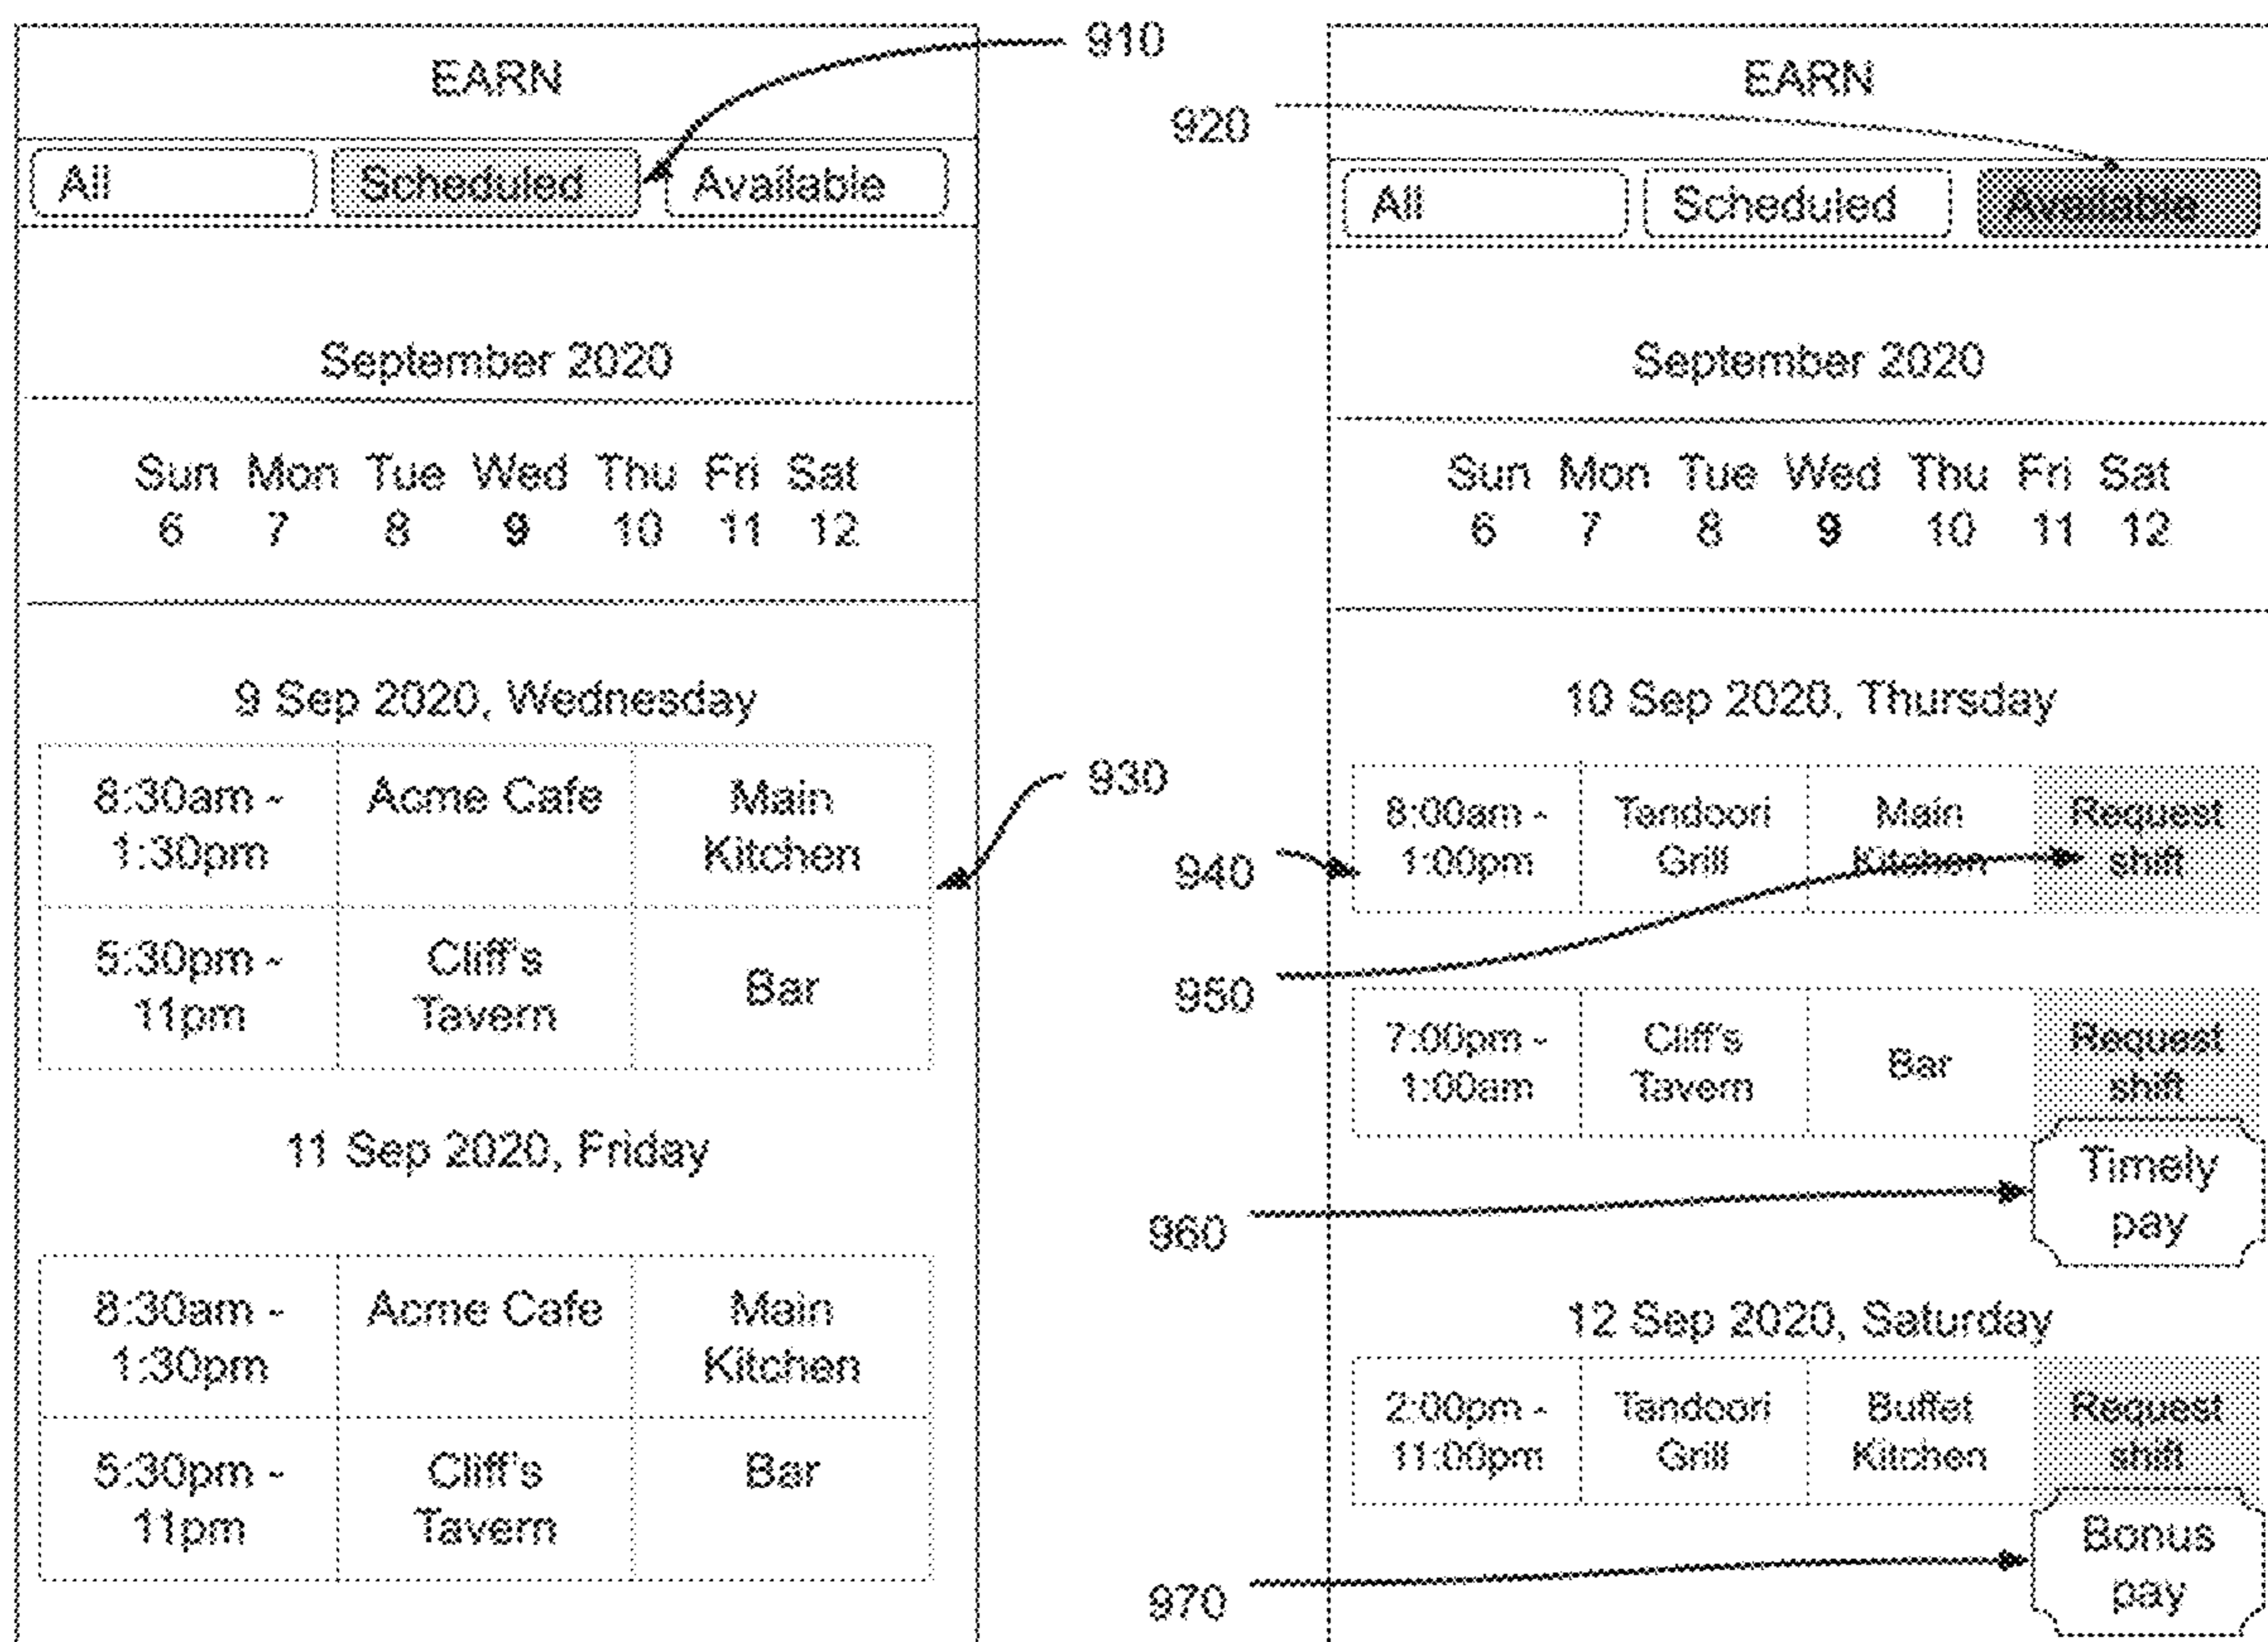 EARN
All Scheduled Available
September 2020
Sun Mon Tue Wed Thu Fri Sat
6 7 8 9 10 11 12
9 Sep 2020, Wednesday
8:30am - Acme Cafe Main
1:30pm Kitchen
5:30pm - Cliff's Bar
11pm Tavern
11 Sep 2020, Friday
8:30am - Acme Cafe Main
1:30pm Kitchen
5:30pm - Cliff's Bar
11pm Tavern
910
920
930
940
950
960
970
EARN
All Scheduled Available
September 2020
Sun Mon Tue Wed Thu Fri Sat
6 7 8 9 10 11 12
10 Sep 2020, Thursday
8:00am - Tandoori Main Request
1:00pm Grill Kitchen shift
7:00pm - Cliff's Bar Request
1:00am Tavern shift
Timely
pay
12 Sep 2020, Saturday
2:00pm - Tandoori Buffet Request
11:00pm Grill Kitchen shift
Bonus
pay